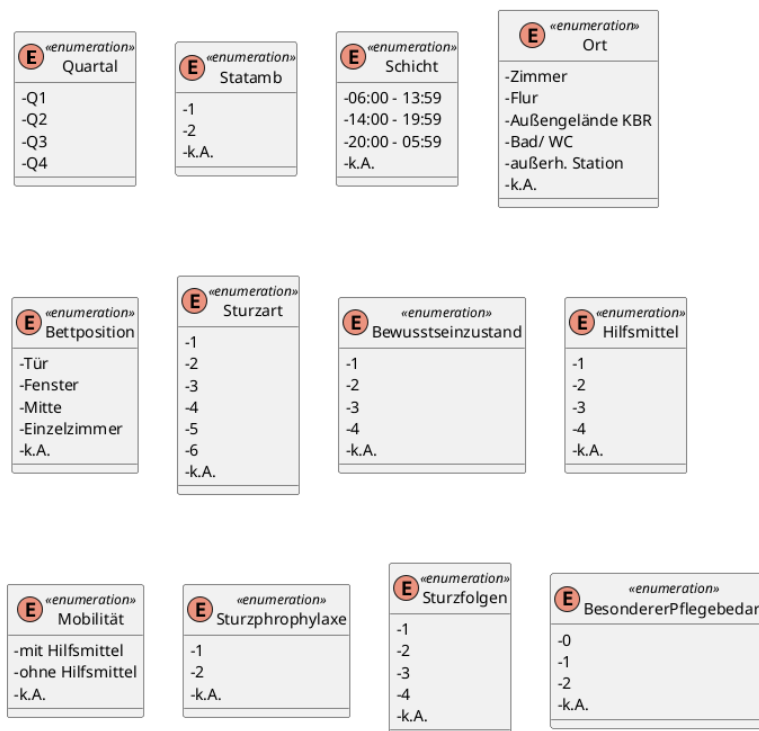 E «enumeration»
Quartal
-Q1
-Q2
-Q3
-Q4
E «enumeration»
Statamb
-1
-2
-k.A.
E «enumeration»
Schicht
-06:00 - 13:59
-14:00 - 19:59
-20:00 - 05:59
-k.A.
E «enumeration»
Ort
-Zimmer
-Flur
-Außengelände KBR
-Bad/ WC
-außerh. Station
-k.A.
E «enumeration»
Bettposition
-Tür
-Fenster
-Mitte
-Einzelzimmer
-k.A.
E «enumeration»
Sturzart
-1
-2
-3
-4
-5
-6
-k.A.
E «enumeration»
Bewusstseinzustand
-1
-2
-3
-4
-k.A.
E «enumeration»
Hilfsmittel
-1
-2
-3
-4
-k.A.
E «enumeration»
Mobilität
-mit Hilfsmittel
-ohne Hilfsmittel
-k.A.
E «enumeration»
Sturzphrophylaxe
-1
-2
-k.A.
E «enumeration»
Sturzfolgen
-1
-2
-3
-4
-k.A.
E «enumeration»
BesondererPflegebedar
-0
-1
-2
-k.A.